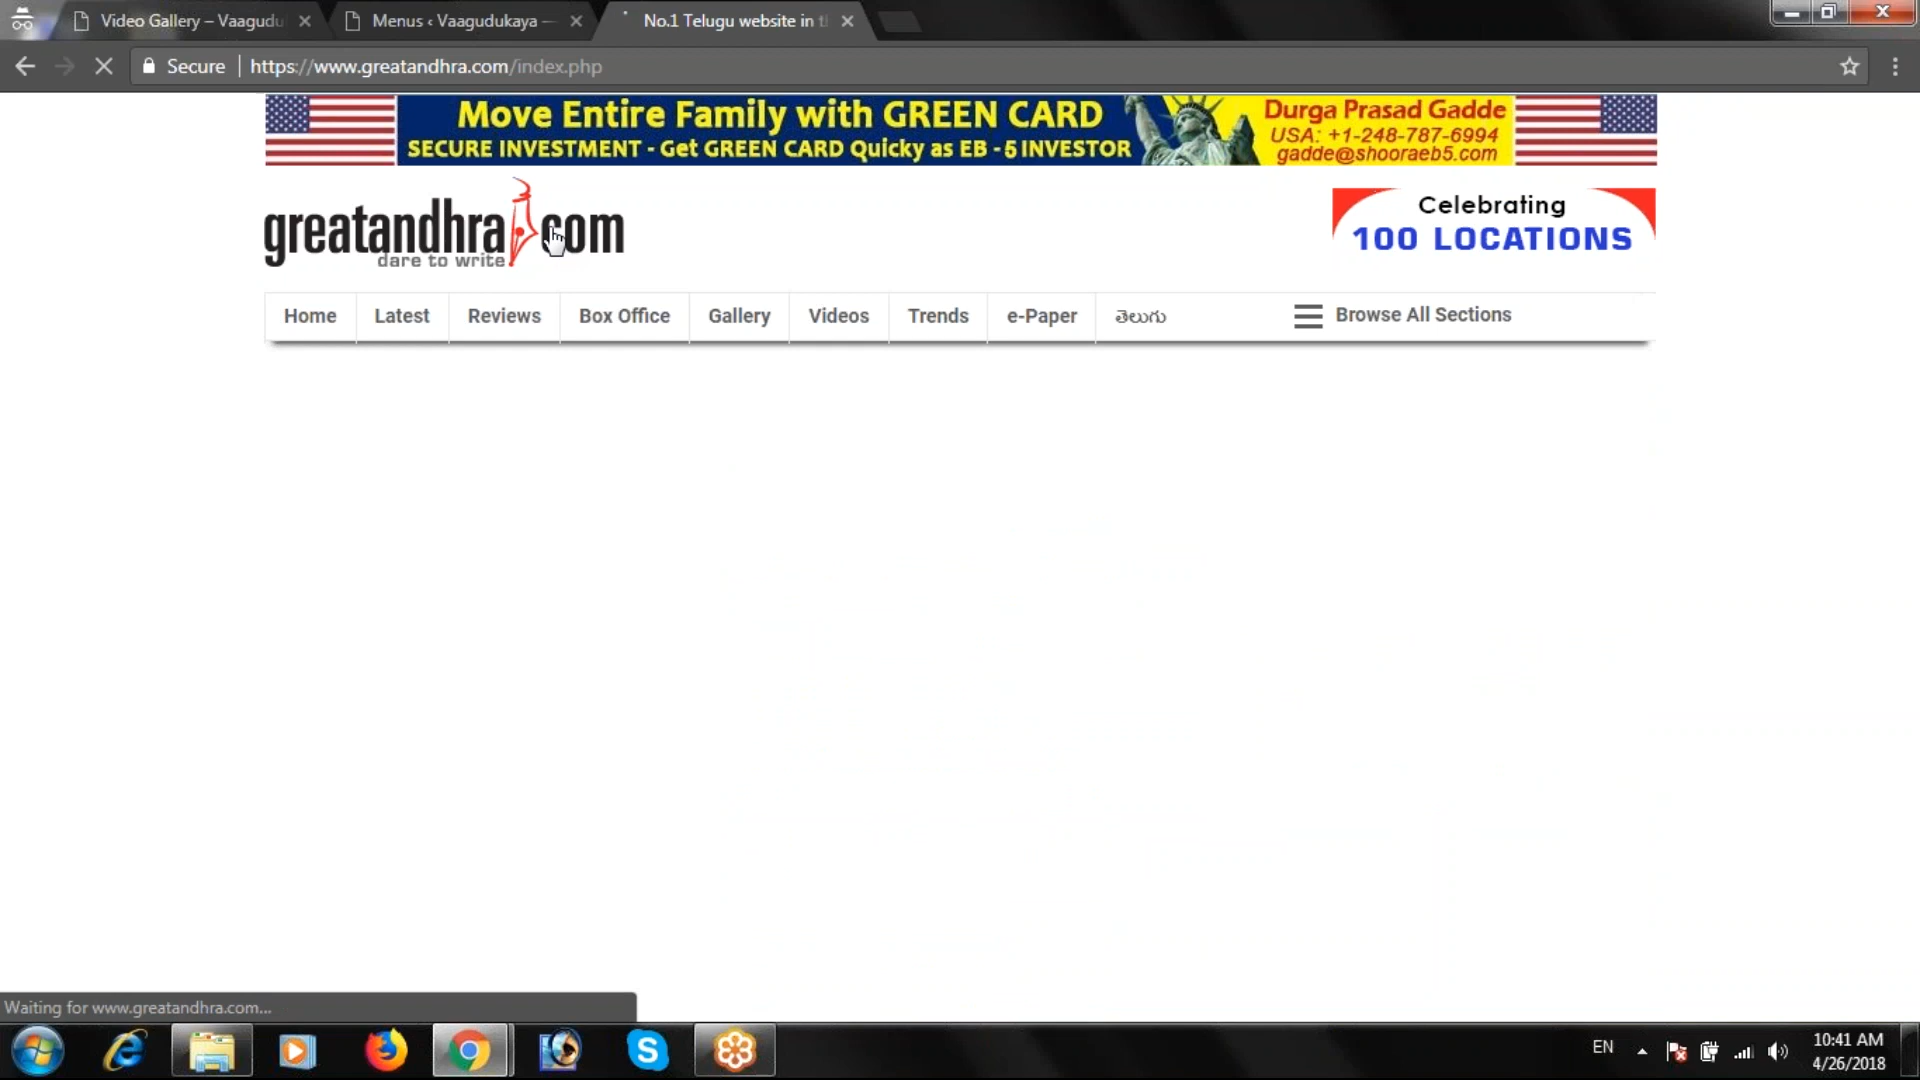 Video Gallery – Vaagudu
Menus ‹ Vaagudukaya —
No.1 Telugu website in t
Secure
https://www.greatandhra.com/index.php
Move Entire Family with GREEN CARD
SECURE INVESTMENT - Get GREEN CARD Quicky as EB - 5 INVESTOR
Durga Prasad Gadde
USA: +1-248-787-6994
gadde@shooraeb5.com
greatandhra.com
dare to write
Celebrating
100 LOCATIONS
Home
Latest
Reviews
Box Office
Gallery
Videos
Trends
e-Paper
తెలుగు
Browse All Sections
Waiting for www.greatandhra.com...
EN
10:41 AM
4/26/2018